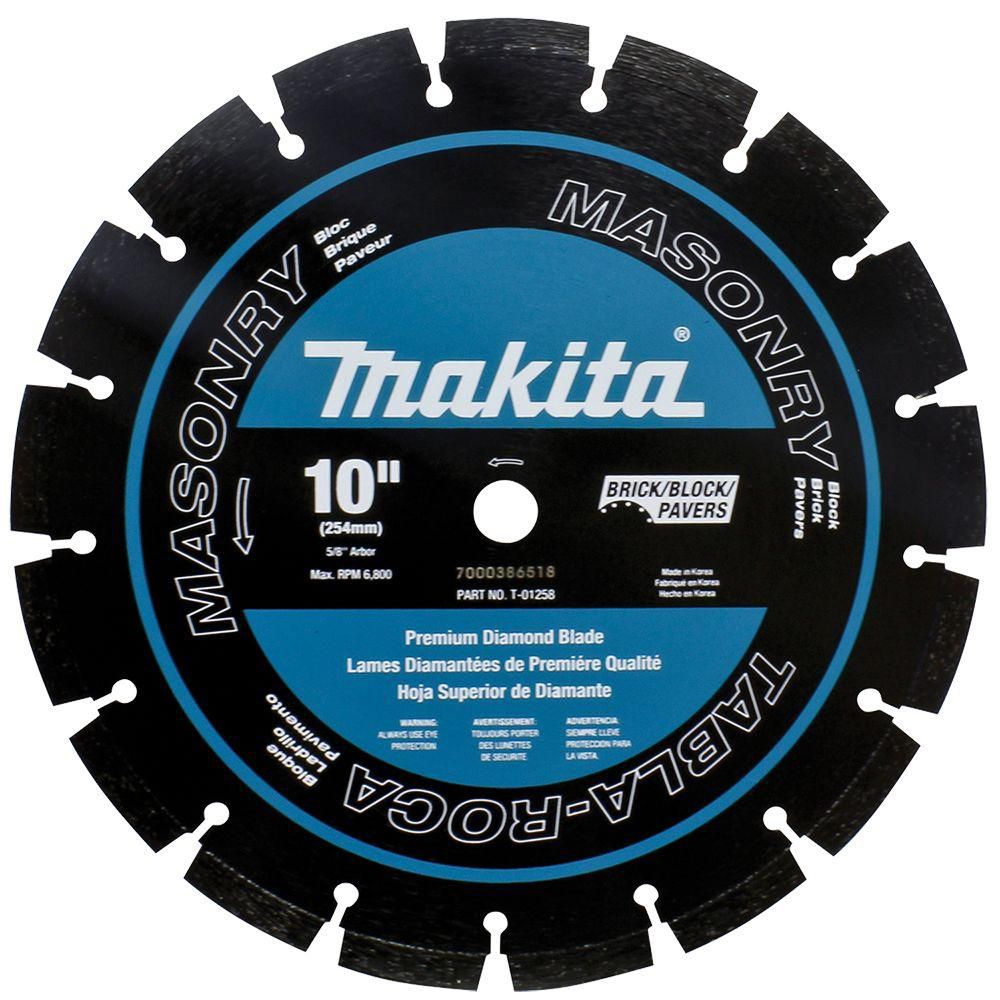 MASONRY
Bloc
Brique
Paveur
MASONRY
Block
Brick
Pavers
makita®
10"
(254mm)
5/8" Arbor
Max. RPM 6,800
BRICK/BLOCK/
PAVERS
7000386518
PART NO. T-01258
Made in Korea
Fabriqué en Korea
Hecho en Korea
Premium Diamond Blade
Lames Diamantées de Premiére Qualité
Hoja Superior de Diamante
WARNING:
ALWAYS USE EYE
PROTECTION
AVERTISSEMENT:
TOUJOURS PORTER
DES LUNETTES
DE SECURITE
ADVERTENCIA:
SIEMPRE LLEVE
PROTECCION PARA
LA VISTA.
TABLA-ROCA
Bloque
Ladrillo
Pavimento